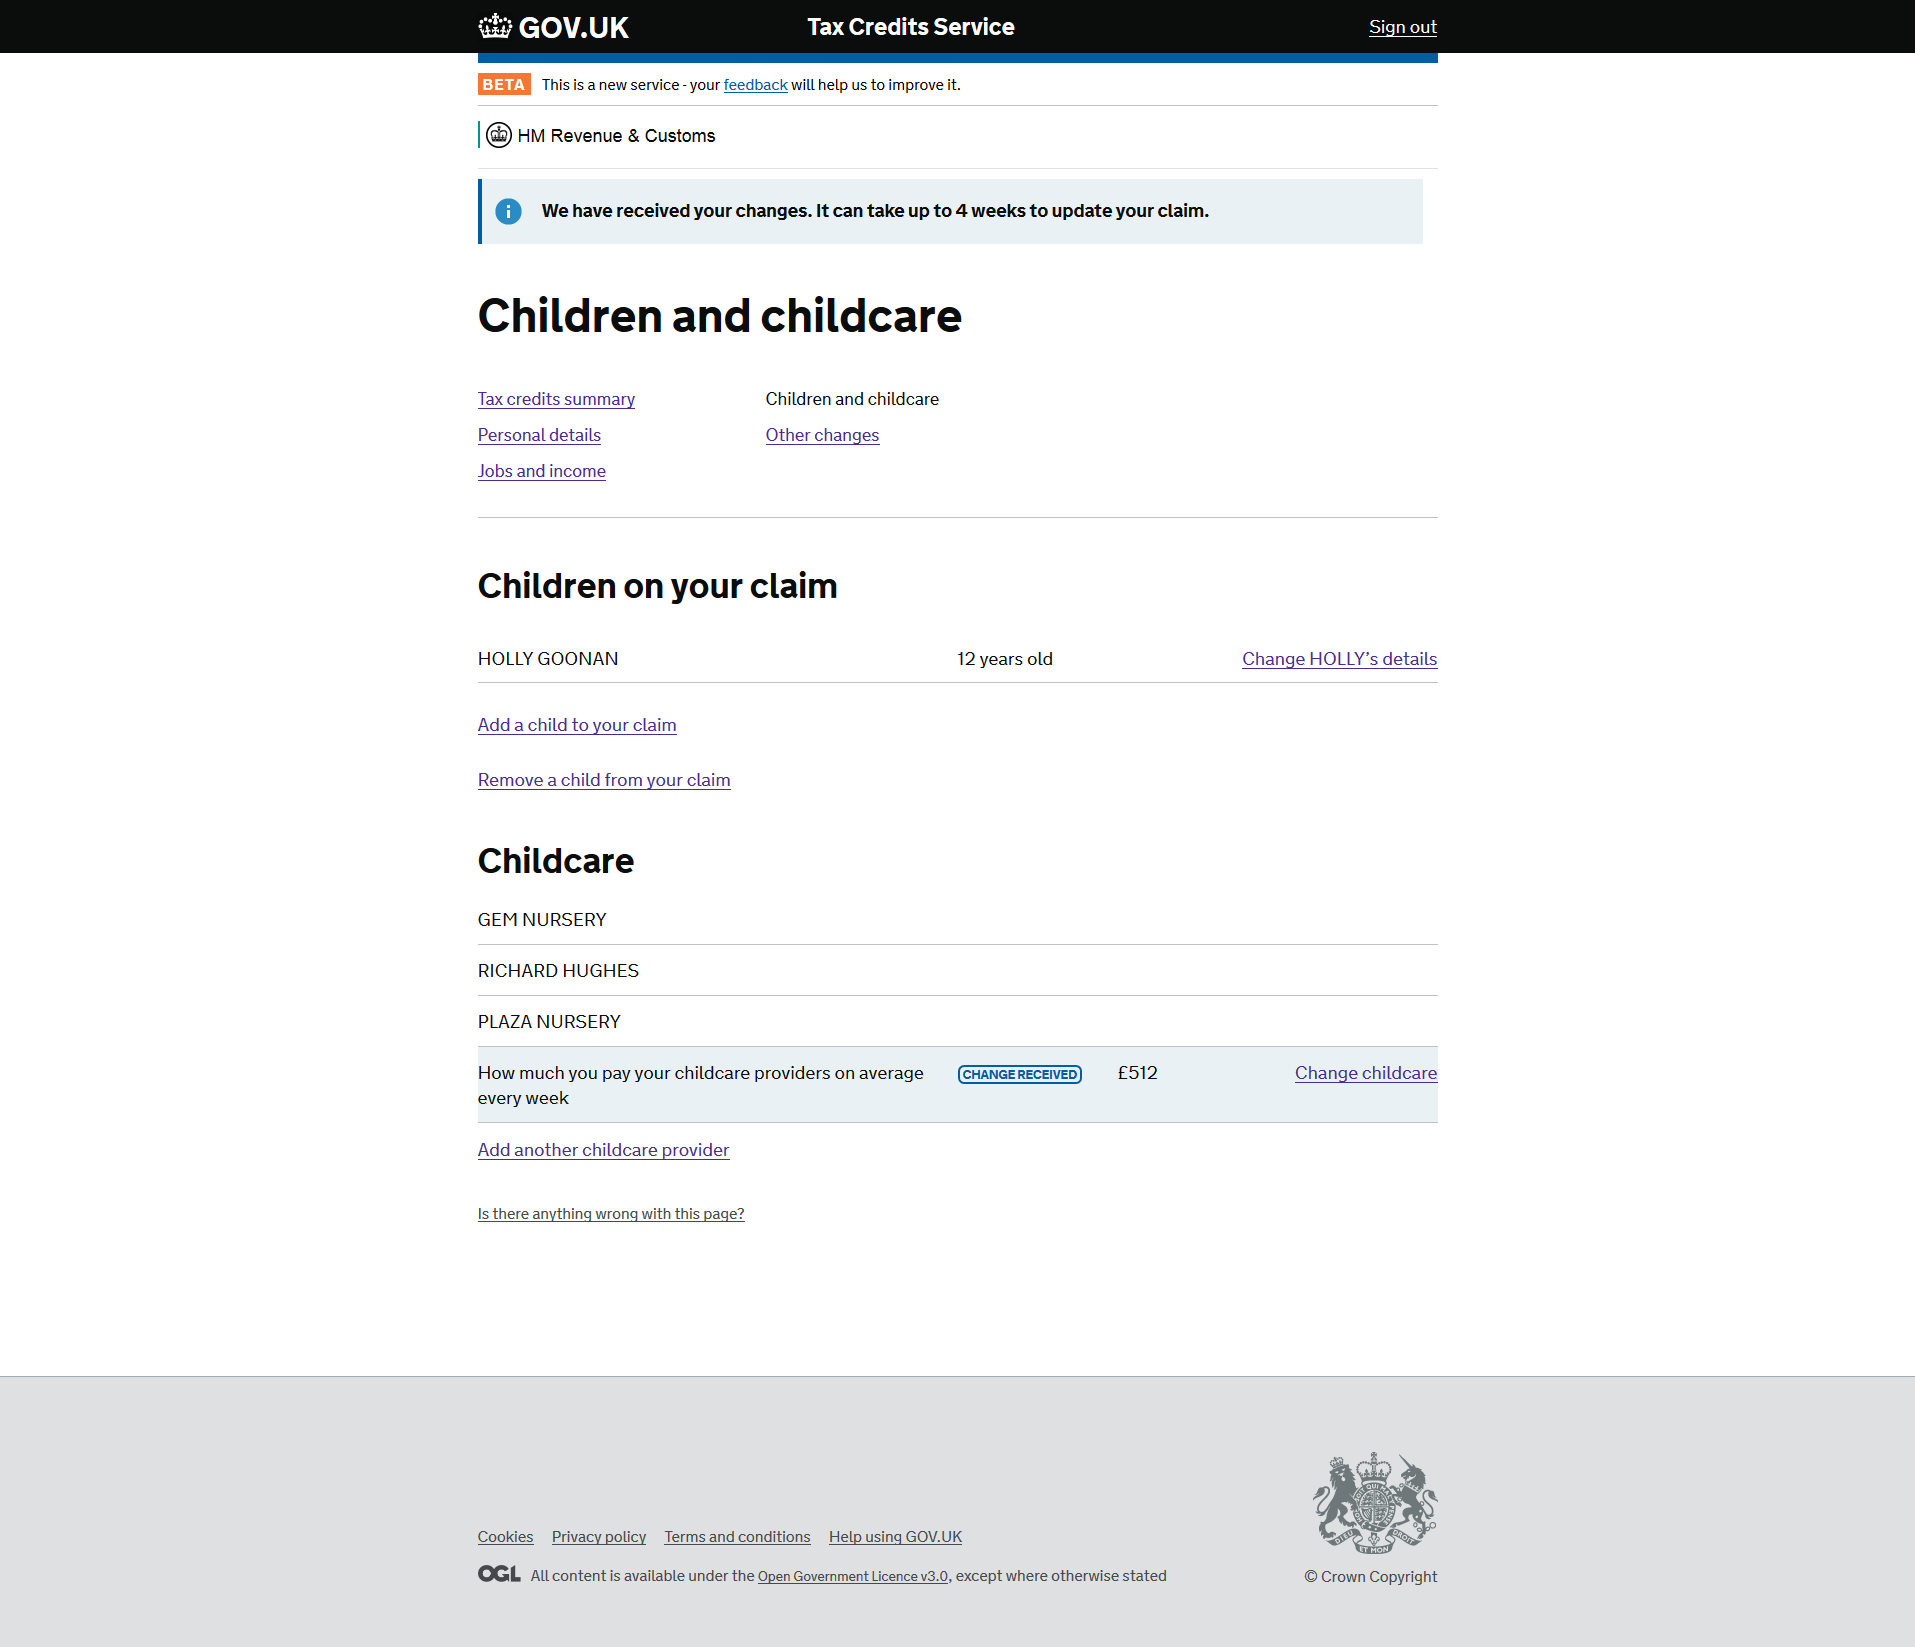 GOV.UK
Tax Credits Service
Sign out
BETA This is a new service - your feedback will help us to improve it.
HM Revenue & Customs
We have received your changes. It can take up to 4 weeks to update your claim.
Children and childcare
Tax credits summary
Personal details
Jobs and income
Children and childcare
Other changes
Children on your claim
HOLLY GOONAN 12 years old Change HOLLY’s details
Add a child to your claim
Remove a child from your claim
Childcare
GEM NURSERY
RICHARD HUGHES
PLAZA NURSERY
How much you pay your childcare providers on average CHANGE RECEIVED £512 Change childcare
every week
Add another childcare provider
Is there anything wrong with this page?
Cookies Privacy policy Terms and conditions Help using GOV.UK
OGL All content is available under the Open Government Licence v3.0, except where otherwise stated
DIEU ET MON DROIT
© Crown Copyright